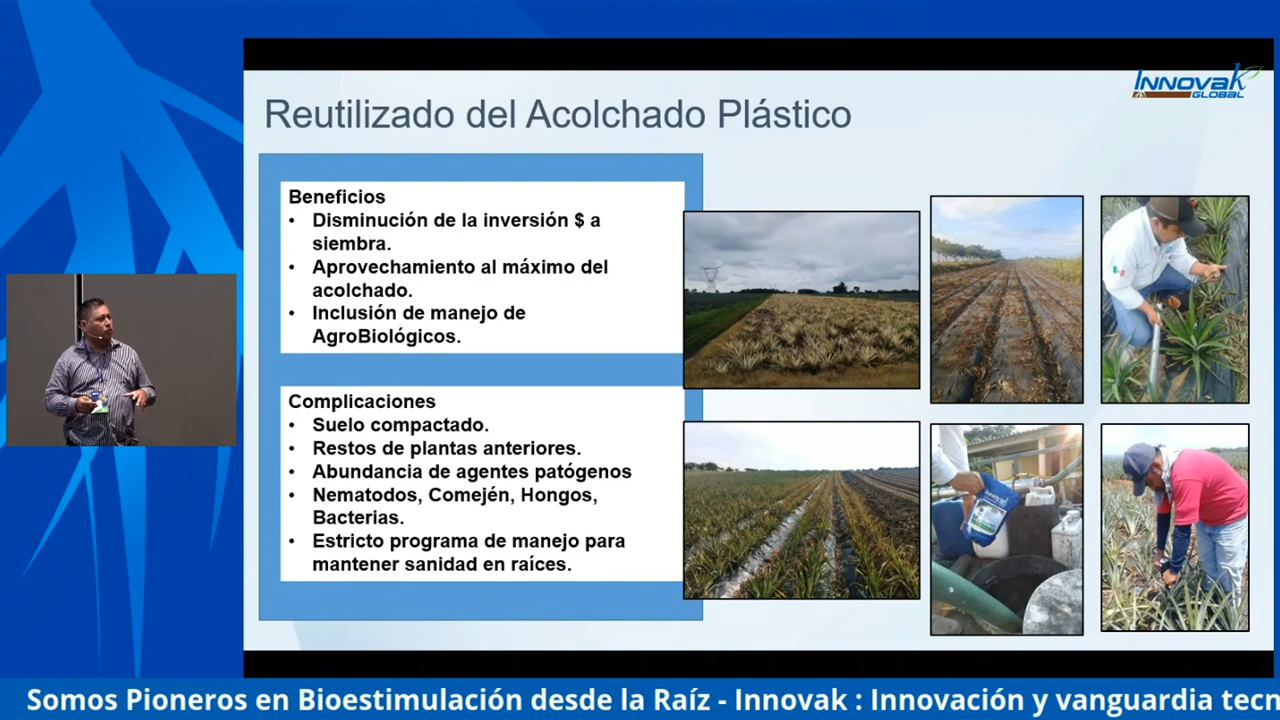 INNOVAK
GLOBAL
Reutilizado del Acolchado Plástico
Beneficios
• Disminución de la inversión $ a
siembra.
• Aprovechamiento al máximo del
acolchado.
• Inclusión de manejo de
AgroBiológicos.
Complicaciones
• Suelo compactado.
• Restos de plantas anteriores.
• Abundancia de agentes patógenos
• Nematodos, Comején, Hongos,
Bacterias.
• Estricto programa de manejo para
mantener sanidad en raíces.
Somos Pioneros en Bioestimulación desde la Raíz - Innovak : Innovación y vanguardia tecn